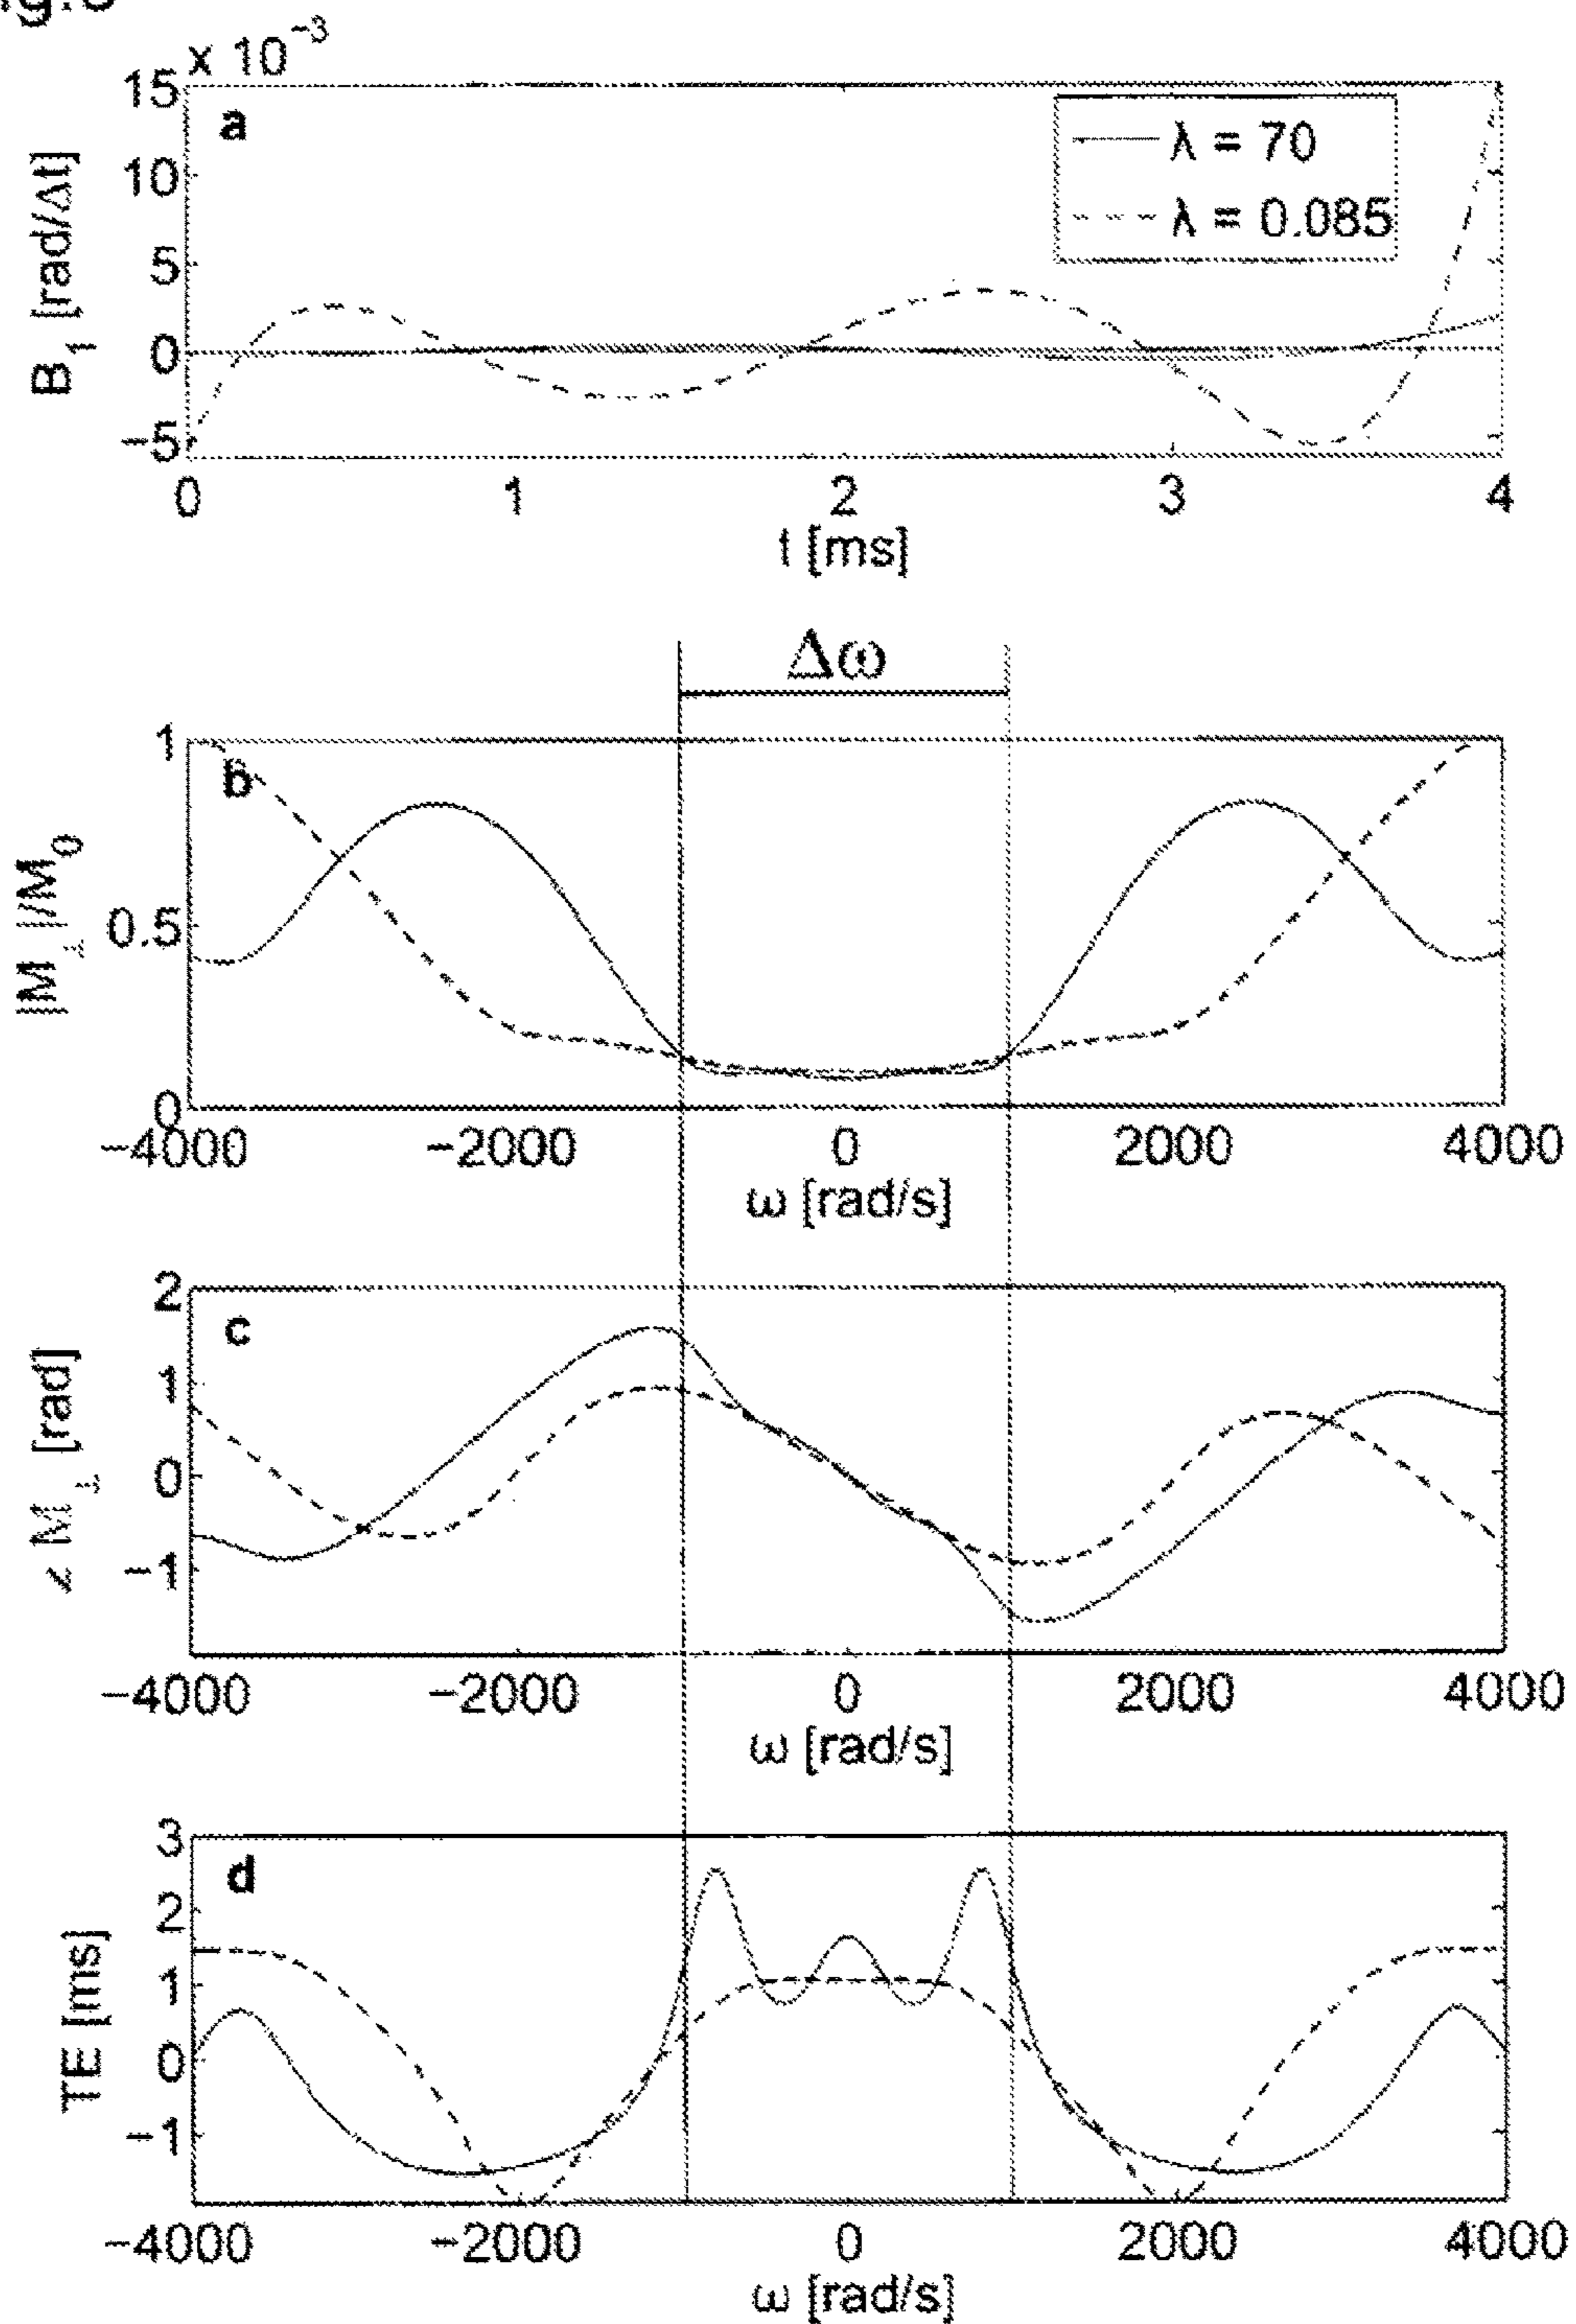 x 10⁻³
15
a
10
5
0
−5
B₁ [rad/Δt]
λ = 70
λ = 0.085
0 1 2 3 4
t [ms]
Δω
1
b
0.5
0
|M⊥|/M₀
−4000 −2000 0 2000 4000
ω [rad/s]
2
c
1
0
−1
∠ M⊥ [rad]
−4000 −2000 0 2000 4000
ω [rad/s]
3
d
2
1
0
−1
TE [ms]
−4000 −2000 0 2000 4000
ω [rad/s]